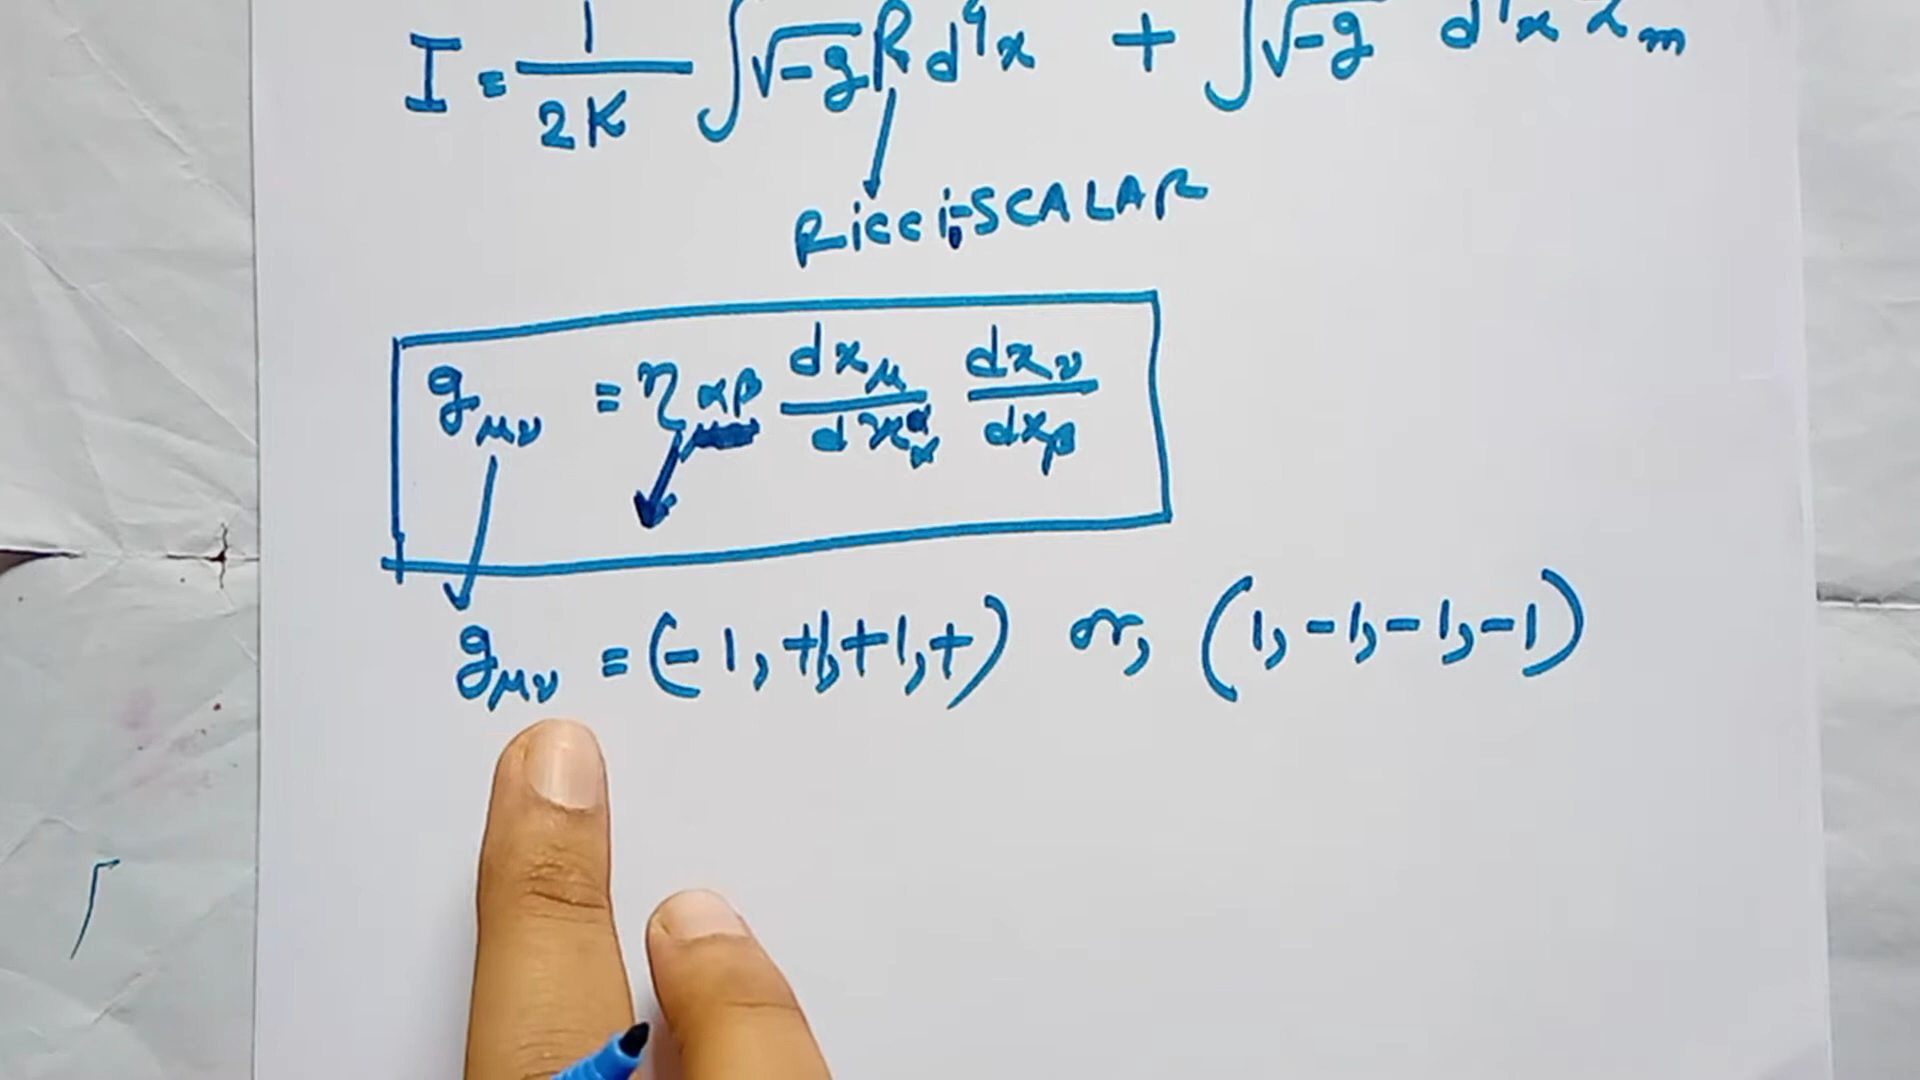 I = 1/2K ∫√-g R d⁴x + ∫√-g d⁴x ℒm
Ricci-SCALAR
gμν = ηαβ dxμ/dxα dxν/dxβ
gμν = (-1, +1, +1, +) or, (1, -1, -1, -1)